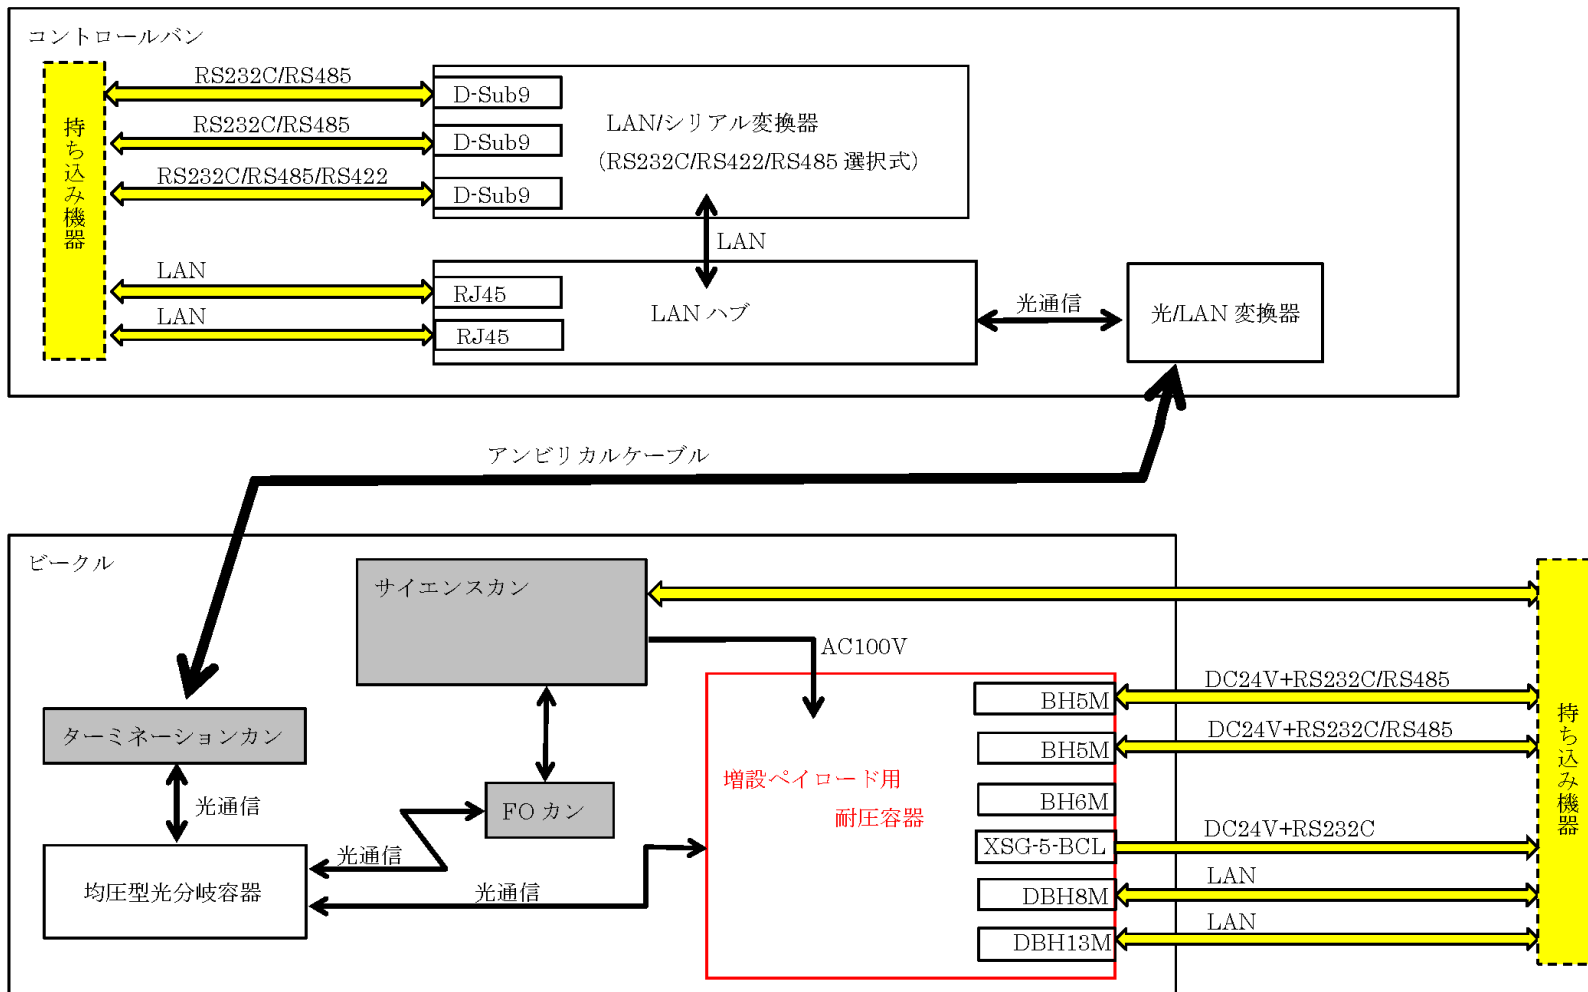 コントロールバン
持ち込み機器
RS232C/RS485
D-Sub9
RS232C/RS485
D-Sub9
RS232C/RS485/RS422
D-Sub9
LAN/シリアル変換器
(RS232C/RS422/RS485 選択式)
LAN
LAN
RJ45
LAN
RJ45
LAN ハブ
光通信
光/LAN 変換器
アンビリカルケーブル
ビークル
サイエンスカン
AC100V
ターミネーションカン
光通信
FO カン
光通信
均圧型光分岐容器
光通信
増設ペイロード用
耐圧容器
BH5M
DC24V+RS232C/RS485
BH5M
DC24V+RS232C/RS485
BH6M
XSG-5-BCL
DC24V+RS232C
DBH8M
LAN
DBH13M
LAN
持ち込み機器